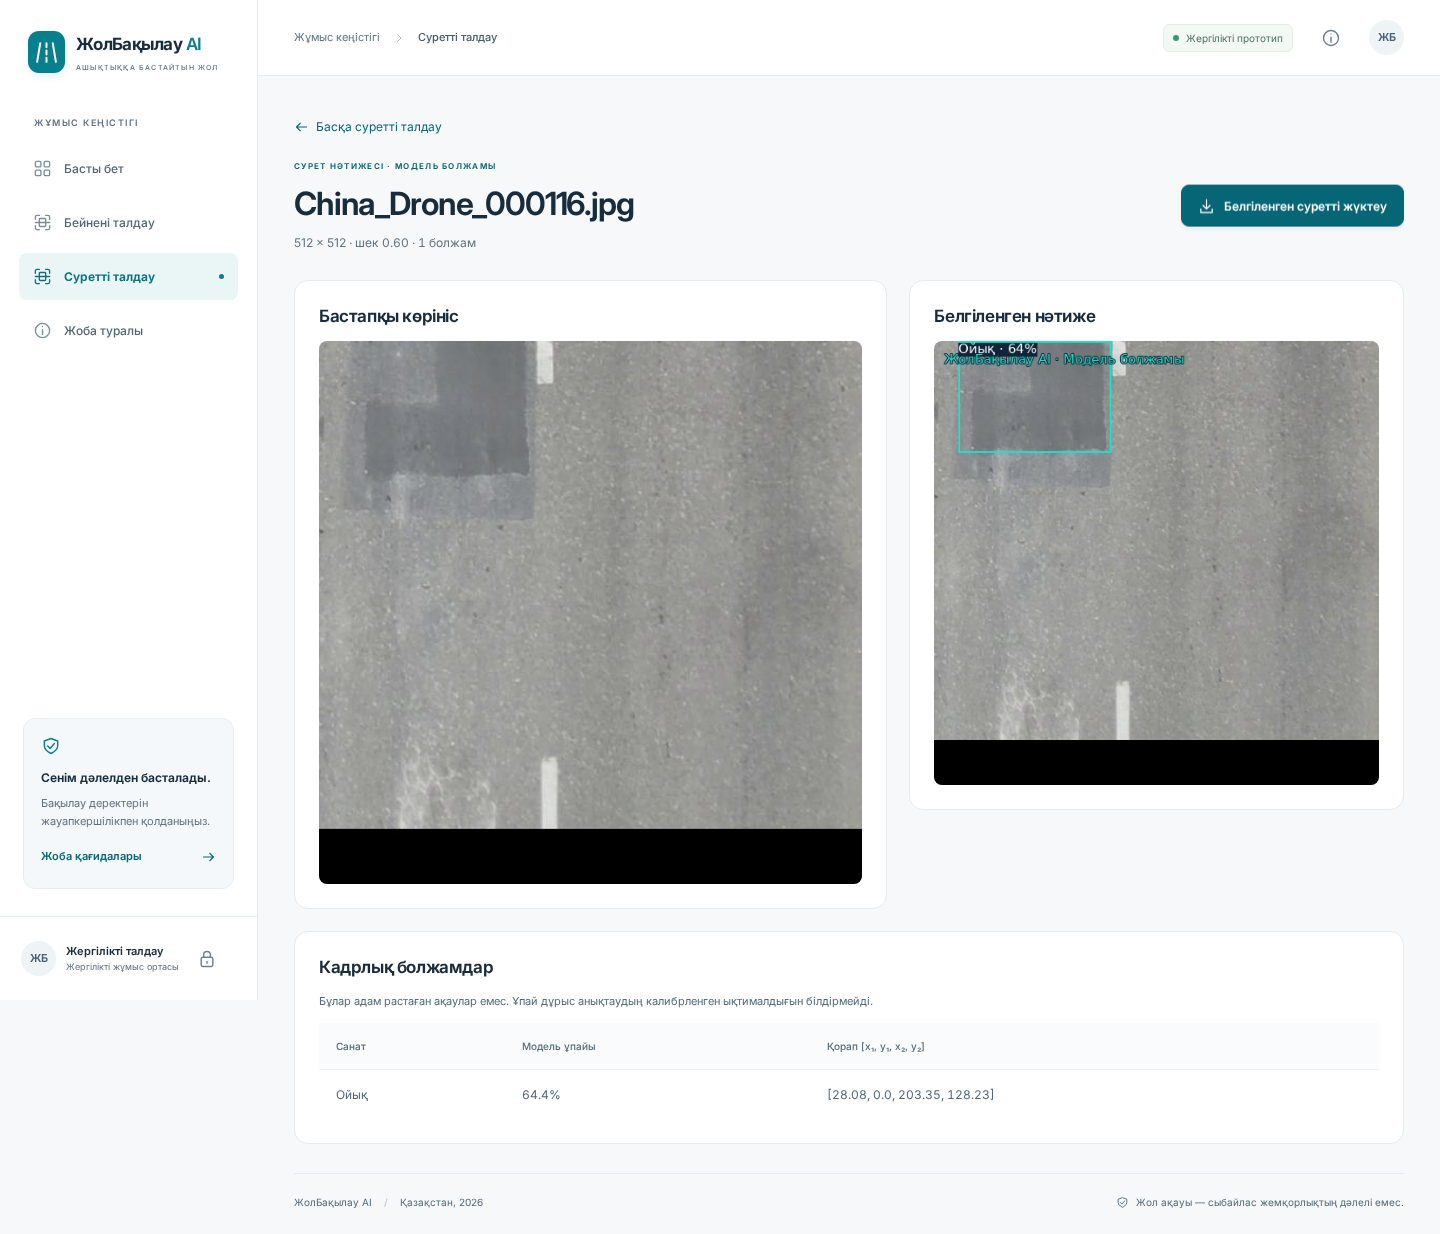 ЖолБақылау AI
АШЫҚТЫҚҚА БАСТАЙТЫН ЖОЛ
ЖҰМЫС КЕҢІСТІГІ
Басты бет
Бейнені талдау
Суретті талдау
Жоба туралы
Сенім дәлелден басталады.
Бақылау деректерін
жауапкершілікпен қолданыңыз.
Жоба қағидалары
ЖБ
Жергілікті талдау
Жергілікті жұмыс ортасы
Жұмыс кеңістігі
Суретті талдау
Жергілікті прототип
ЖБ
Басқа суретті талдау
СУРЕТ НӘТИЖЕСІ · МОДЕЛЬ БОЛЖАМЫ
China_Drone_000116.jpg
512 × 512 · шек 0.60 · 1 болжам
Белгіленген суретті жүктеу
Бастапқы көрініс
Белгіленген нәтиже
Ойық · 64%
ЖолБақылау AI · Модель болжамы
Кадрлық болжамдар
Бұлар адам растаған ақаулар емес. Ұпай дұрыс анықтаудың калибрленген ықтималдығын білдірмейді.
Санат Модель ұпайы Қорап [x₁, y₁, x₂, y₂]
Ойық 64.4% [28.08, 0.0, 203.35, 128.23]
ЖолБақылау AI / Қазақстан, 2026
Жол ақауы — сыбайлас жемқорлықтың дәлелі емес.